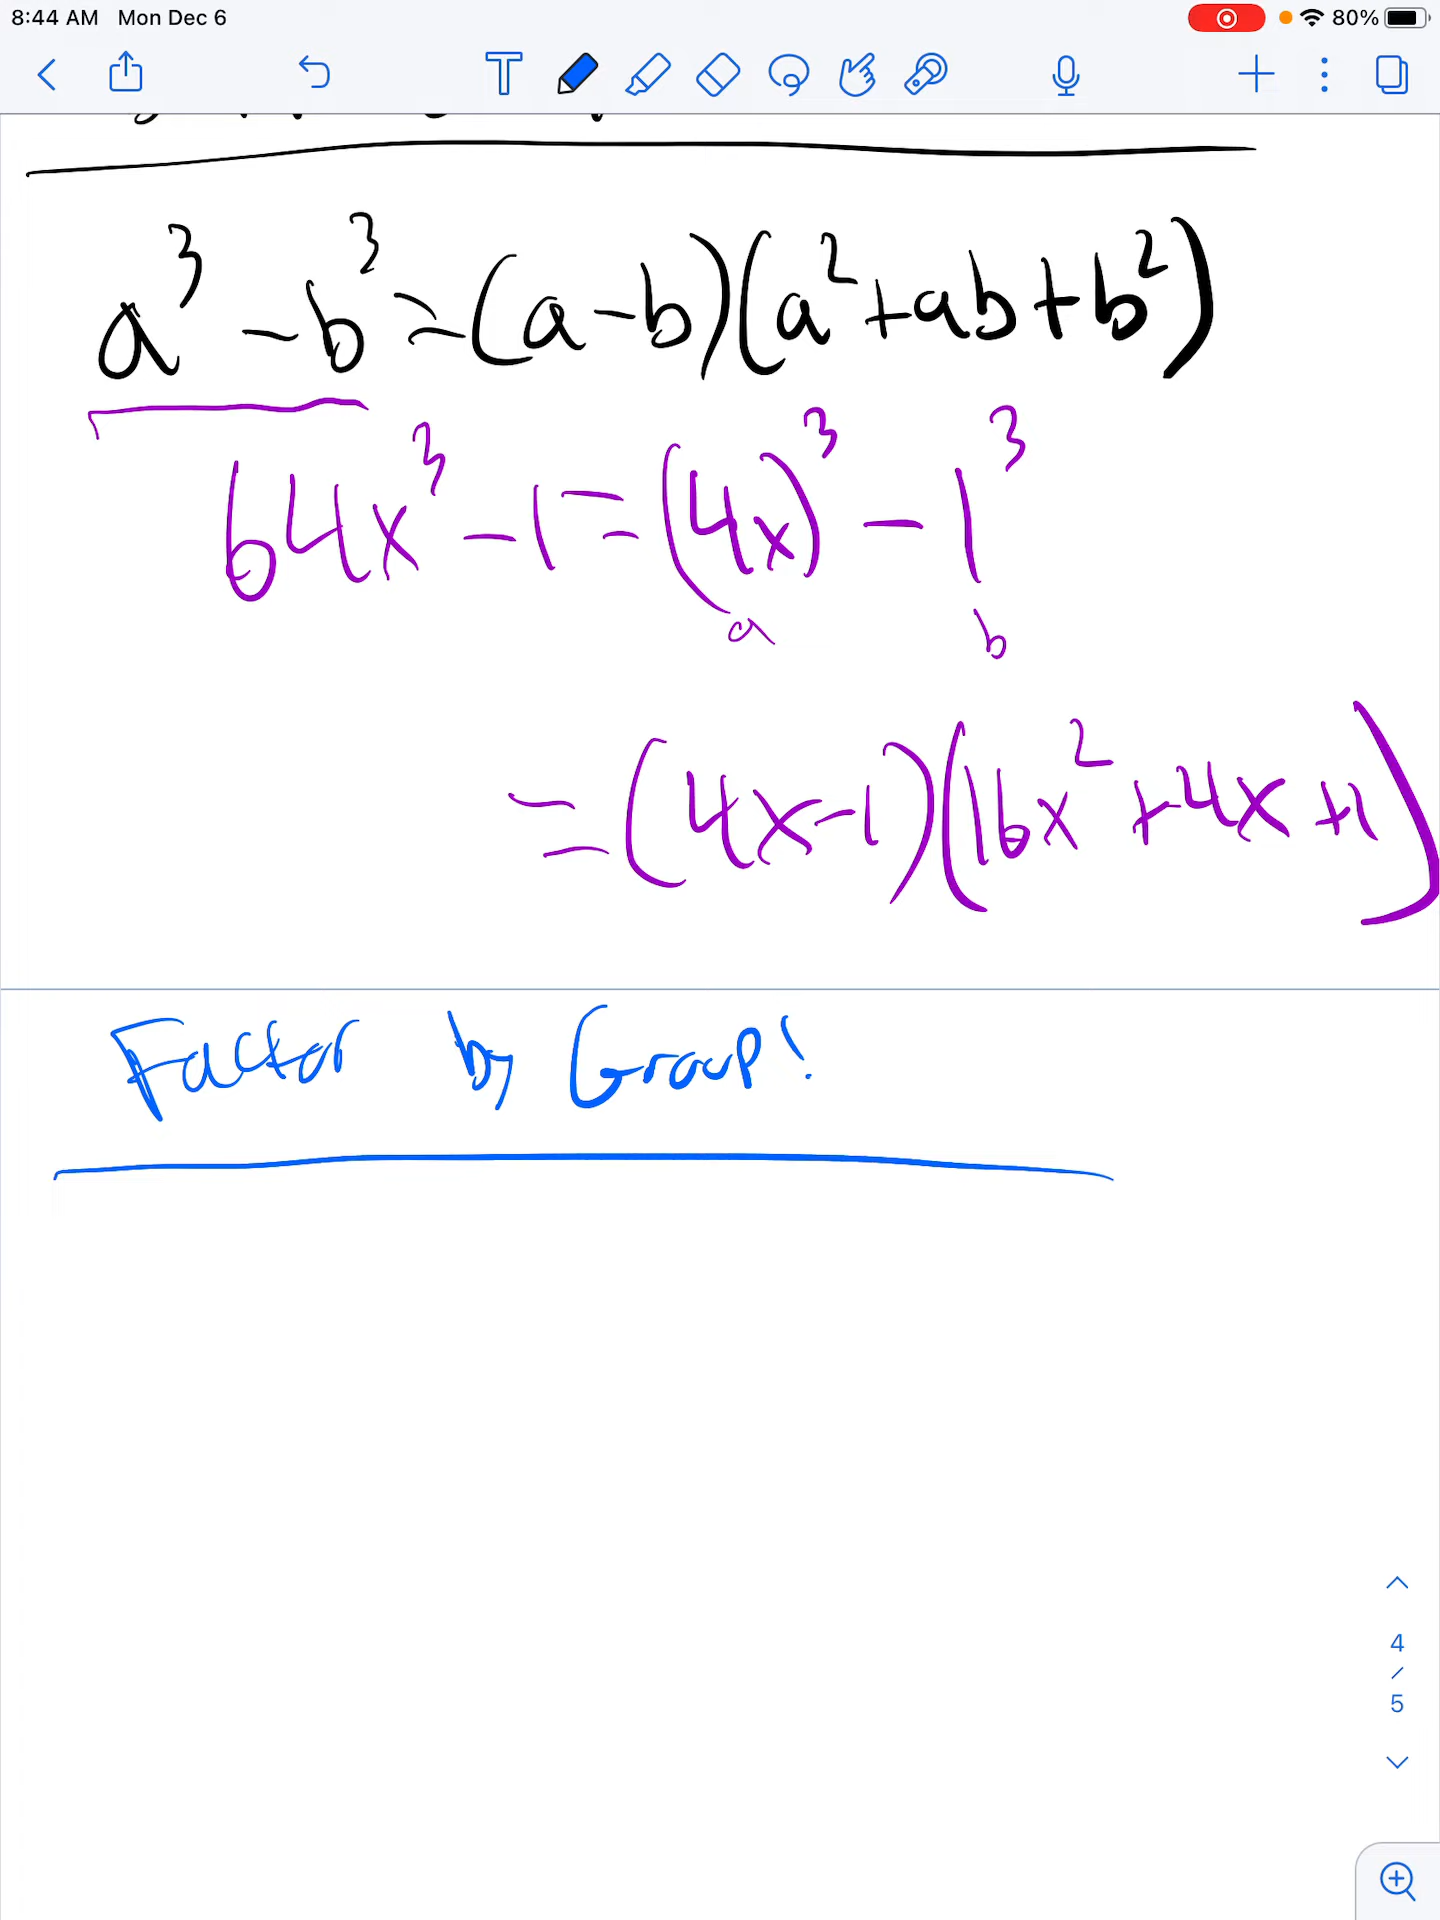 8:44 AM Mon Dec 6
80%
T
a³ - b³ = (a-b)(a²+ab+b²)
64x³ - 1 = (4x)³ - 1³
a b
= (4x-1)(16x²+4x+1)
Factor by Group!
4
/
5